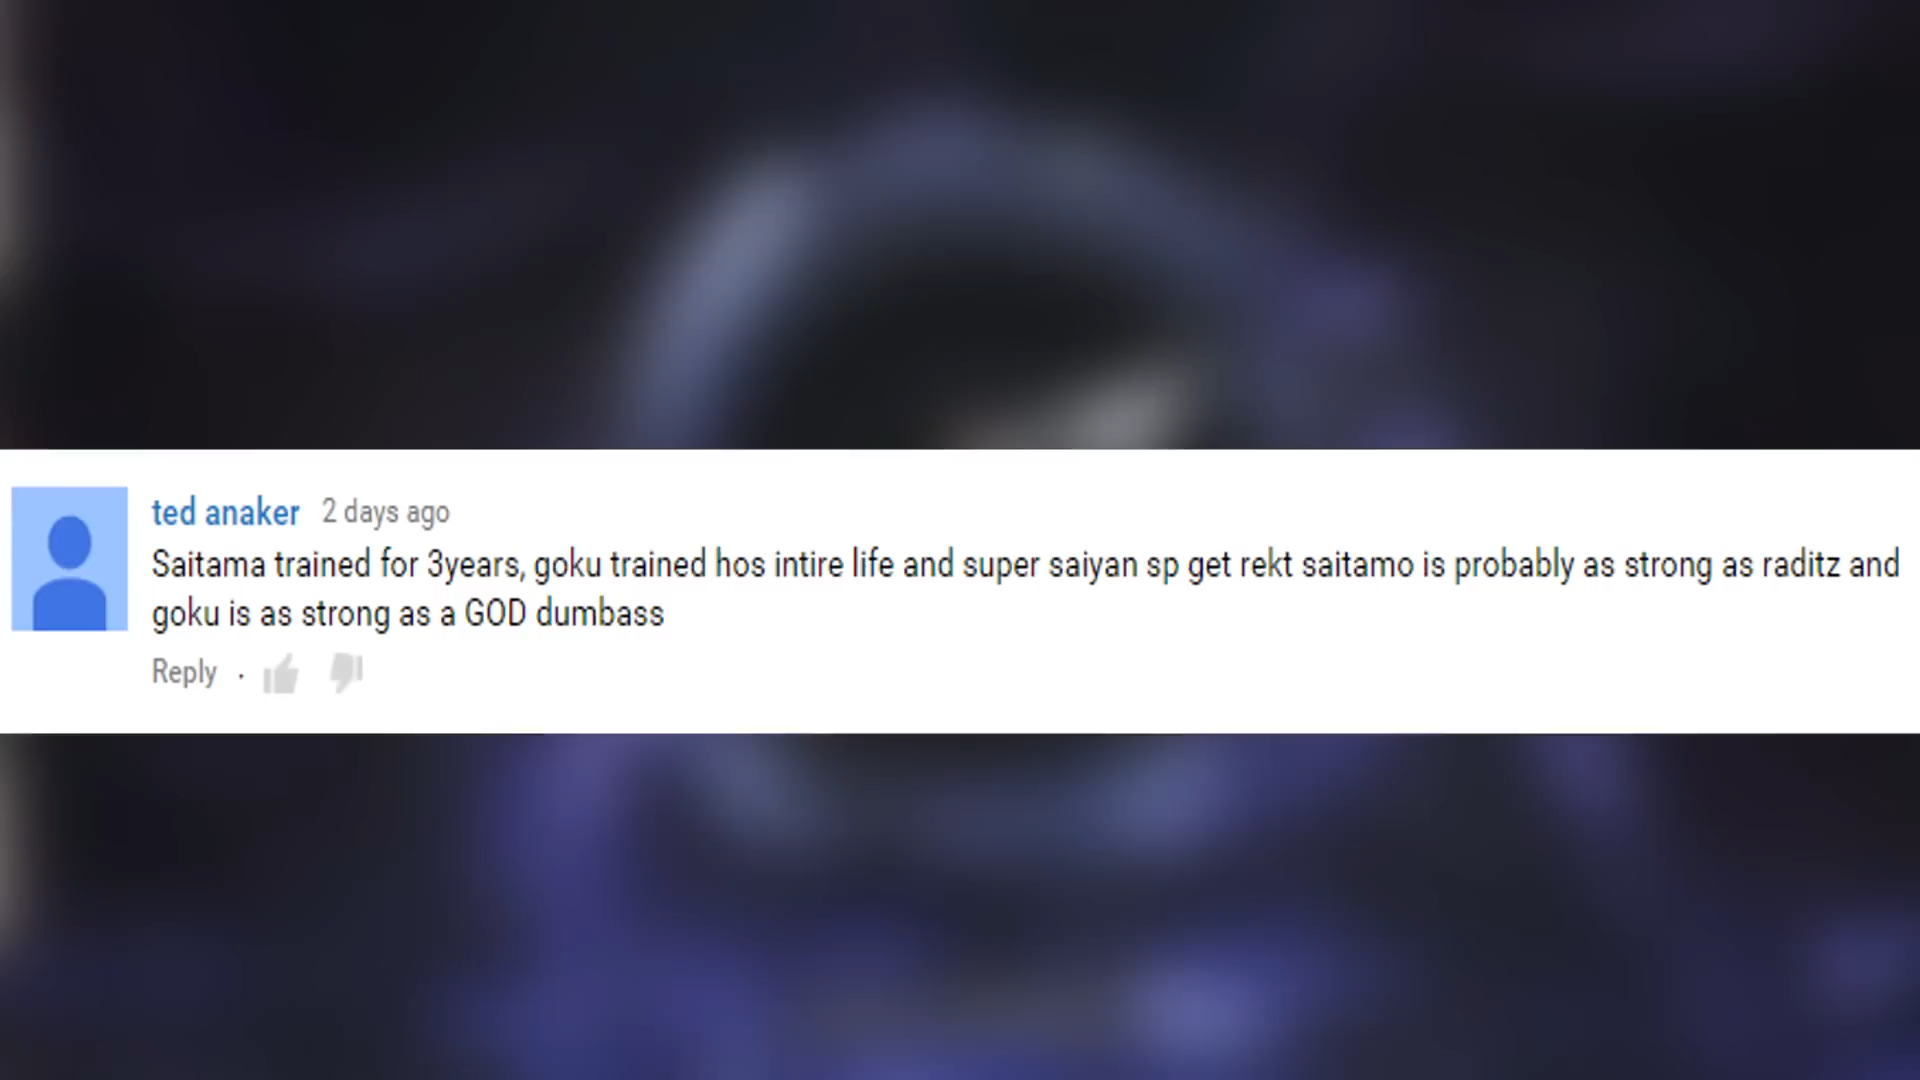 ted anaker 2 days ago
Saitama trained for 3years, goku trained hos intire life and super saiyan sp get rekt saitamo is probably as strong as raditz and
goku is as strong as a GOD dumbass
Reply ·